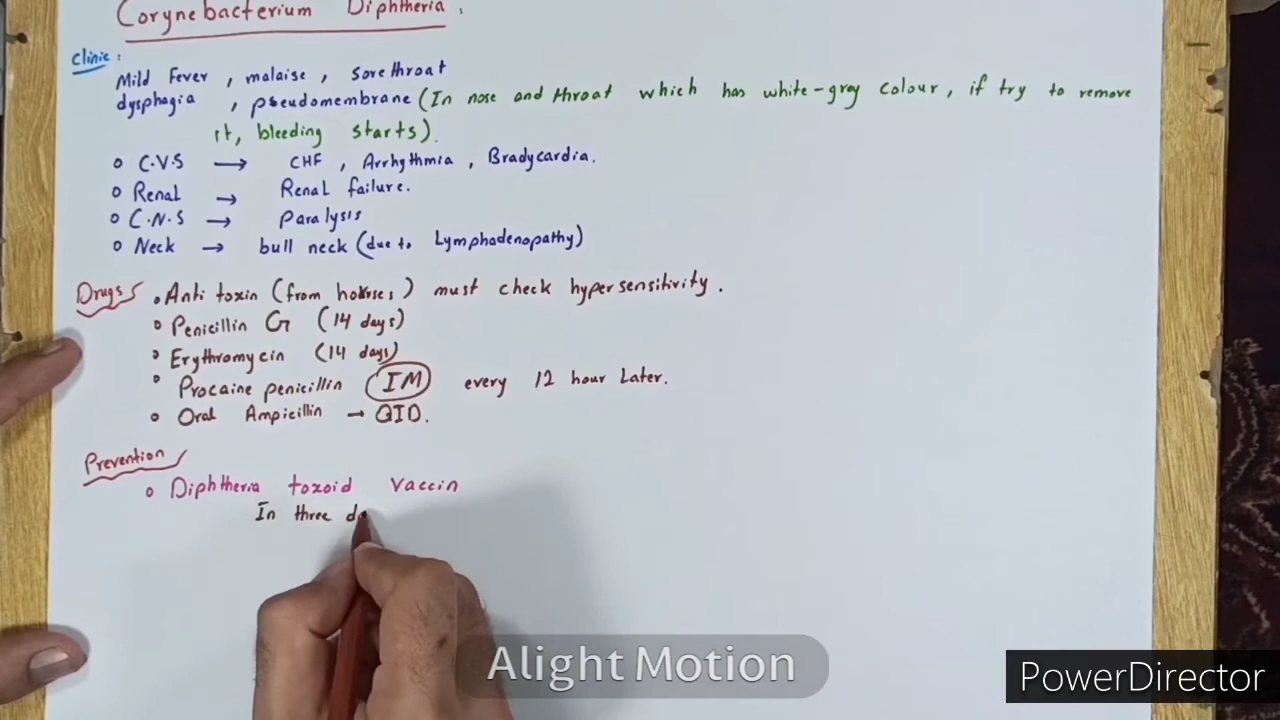 Corynebacterium Diphtheria.
Clinic:
Mild Fever, malaise, Sorethroat
dysphagia, pseudomembrane (In nose and throat which has white-gray colour, if try to remove
it, bleeding starts).
C.V.S → CHF, Arrhythmia, Bradycardia.
Renal → Renal failure.
C.N.S → Paralysis
Neck → bull neck (due to Lymphadenopathy)
Drugs
Anti toxin (from) must check hypersensitivity.
Penicillin G (14 days)
Erythromycin (14 days)
Procaine penicillin (IM) every 12 hour Later.
Oral Ampicillin → QID.
Prevention
Diphtheria toxoid Vaccin
In three
Alight Motion
PowerDirector